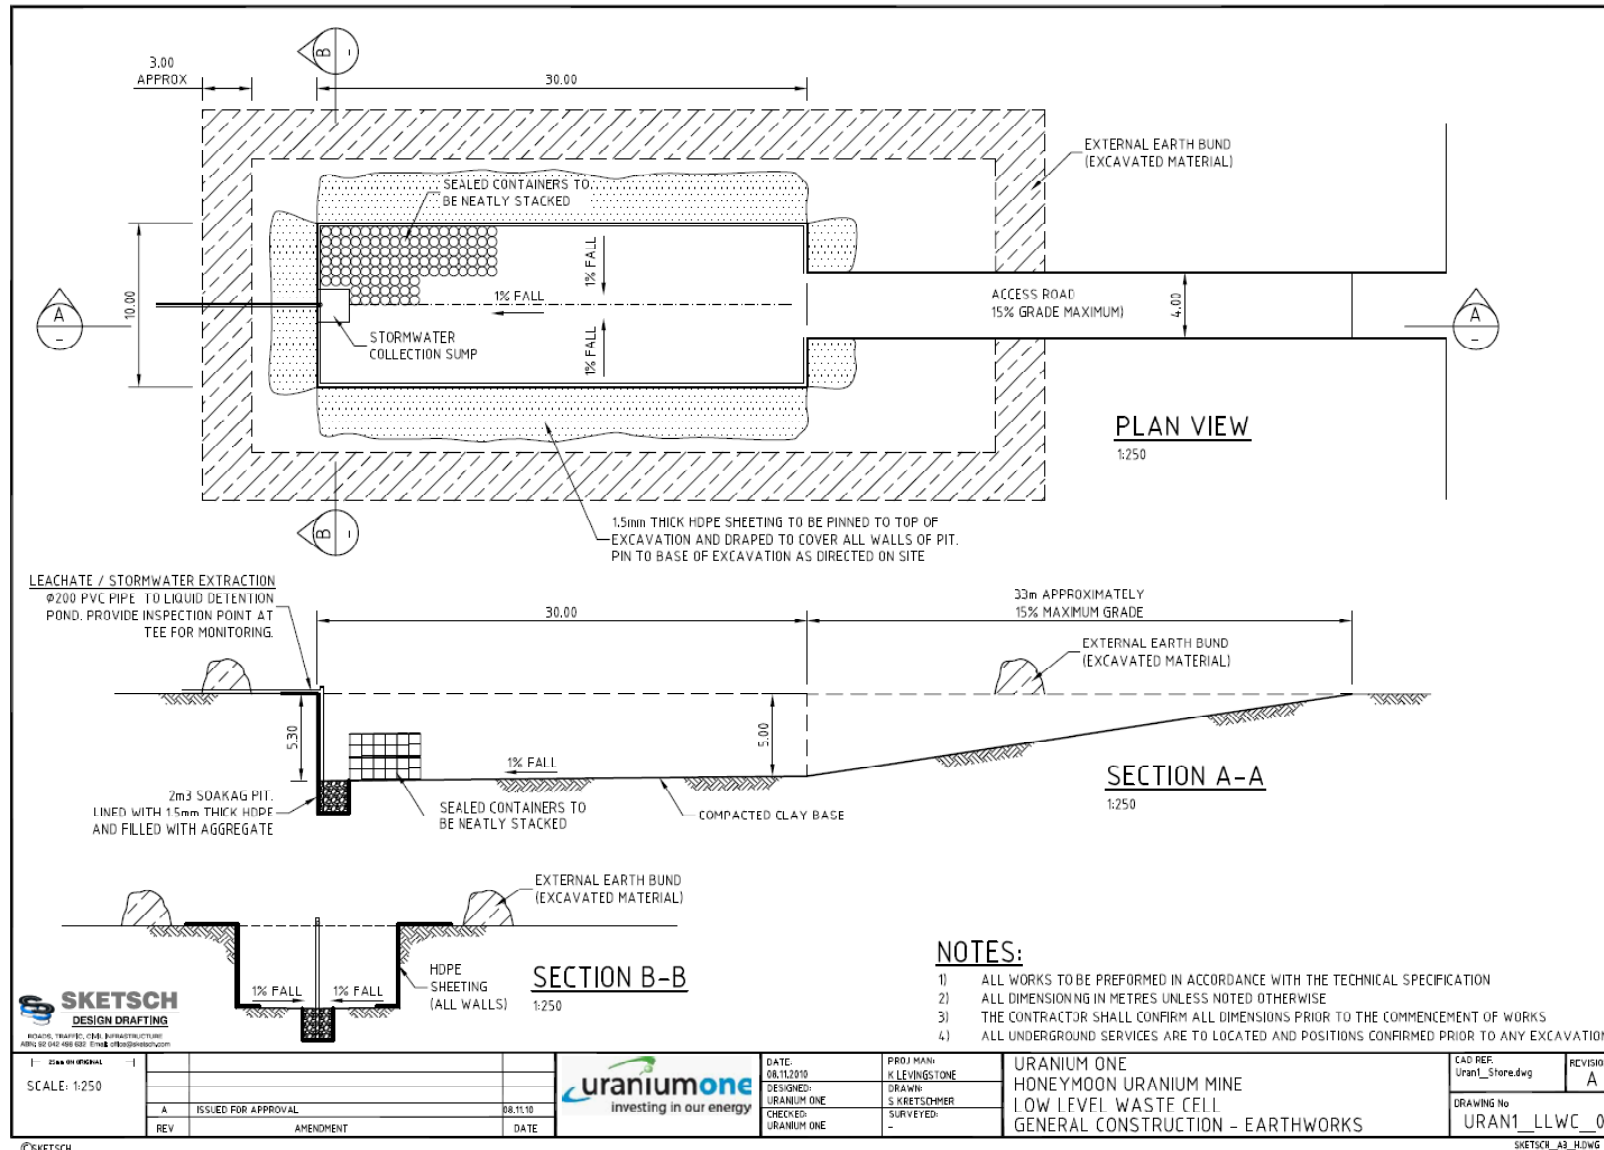 B
-
3.00
APPROX
30.00
EXTERNAL EARTH BUND
(EXCAVATED MATERIAL)
SEALED CONTAINERS TO
BE NEATLY STACKED
1% FALL
10.00
1% FALL
ACCESS ROAD
15% GRADE MAXIMUM)
4.00
A
-
A
-
STORMWATER
COLLECTION SUMP
1% FALL
PLAN VIEW
1:250
B
-
1.5mm THICK HDPE SHEETING TO BE PINNED TO TOP OF
EXCAVATION AND DRAPED TO COVER ALL WALLS OF PIT.
PIN TO BASE OF EXCAVATION AS DIRECTED ON SITE
LEACHATE / STORMWATER EXTRACTION
Φ200 PVC PIPE TO LIQUID DETENTION
POND. PROVIDE INSPECTION POINT AT
TEE FOR MONITORING.
30.00
33m APPROXIMATELY
15% MAXIMUM GRADE
EXTERNAL EARTH BUND
(EXCAVATED MATERIAL)
5.30
5.00
1% FALL
2m3 SOAKAG PIT.
LINED WITH 1.5mm THICK HDPE
AND FILLED WITH AGGREGATE
SEALED CONTAINERS TO
BE NEATLY STACKED
COMPACTED CLAY BASE
SECTION A-A
1:250
EXTERNAL EARTH BUND
(EXCAVATED MATERIAL)
1% FALL
1% FALL
HDPE
SHEETING
(ALL WALLS)
SECTION B-B
1:250
NOTES:
1) ALL WORKS TO BE PREFORMED IN ACCORDANCE WITH THE TECHNICAL SPECIFICATION
2) ALL DIMENSIONNG IN METRES UNLESS NOTED OTHERWISE
3) THE CONTRACTOR SHALL CONFIRM ALL DIMENSIONS PRIOR TO THE COMMENCEMENT OF WORKS
4) ALL UNDERGROUND SERVICES ARE TO LOCATED AND POSITIONS CONFIRMED PRIOR TO ANY EXCAVATION
SKETSCH
DESIGN DRAFTING
ROADS, TRAFFIC, CIVIL INFRASTRUCTURE
25mm ON ORIGINAL
SCALE: 1:250
A ISSUED FOR APPROVAL 08.11.10
REV AMENDMENT DATE
uraniumone
investing in our energy
DATE:
08.11.2010
DESIGNED:
URANIUM ONE
CHECKED:
URANIUM ONE
PROJ MAN:
K LEVINGSTONE
DRAWN:
S KRETSCHMER
SURVEYED:
-
URANIUM ONE
HONEYMOON URANIUM MINE
LOW LEVEL WASTE CELL
GENERAL CONSTRUCTION - EARTHWORKS
CAD REF.
Uran1_Store.dwg
REVISIO
A
DRAWING No
URAN1_LLWC_0
©SKETSCH
SKETSCH_A3_H.DWG